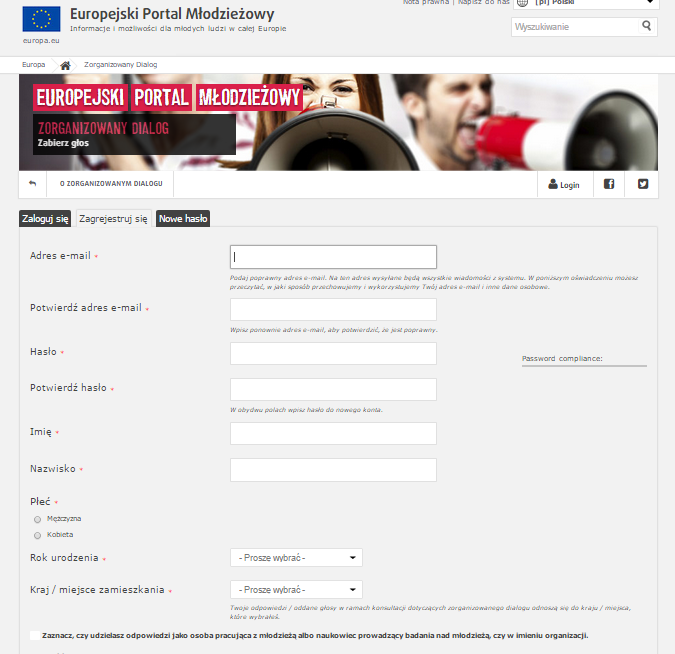 Europejski Portal Młodzieżowy
Informacje i możliwości dla młodych ludzi w całej Europie
europa.eu
Nota prawna | Napisz do nas
[pl] Polski
Wyszukiwanie
Europa
Zorganizowany Dialog
EUROPEJSKI PORTAL MŁODZIEŻOWY
ZORGANIZOWANY DIALOG
Zabierz głos
O ZORGANIZOWANYM DIALOGU
Login
Zaloguj się
Zagrejestruj się
Nowe hasło
Adres e-mail *
Podaj poprawny adres e-mail. Na ten adres wysyłane będą wszystkie wiadomości z systemu. W poniższym oświadczeniu możesz
przeczytać, w jaki sposób przechowujemy i wykorzystujemy Twój adres e-mail i inne dane osobowe.
Potwierdź adres e-mail *
Wpisz ponownie adres e-mail, aby potwierdzić, że jest poprawny.
Hasło *
Password compliance:
Potwierdź hasło *
W obydwu polach wpisz hasło do nowego konta.
Imię *
Nazwisko *
Płeć *
Mężczyzna
Kobieta
Rok urodzenia *
- Proszę wybrać -
Kraj / miejsce zamieszkania *
- Proszę wybrać -
Twoje odpowiedzi / oddane głosy w ramach konsultacji dotyczących zorganizowanego dialogu odnoszą się do kraju / miejsca,
które wybrałeś.
Zaznacz, czy udzielasz odpowiedzi jako osoba pracująca z młodzieżą albo naukowiec prowadzący badania nad młodzieżą, czy w imieniu organizacji.